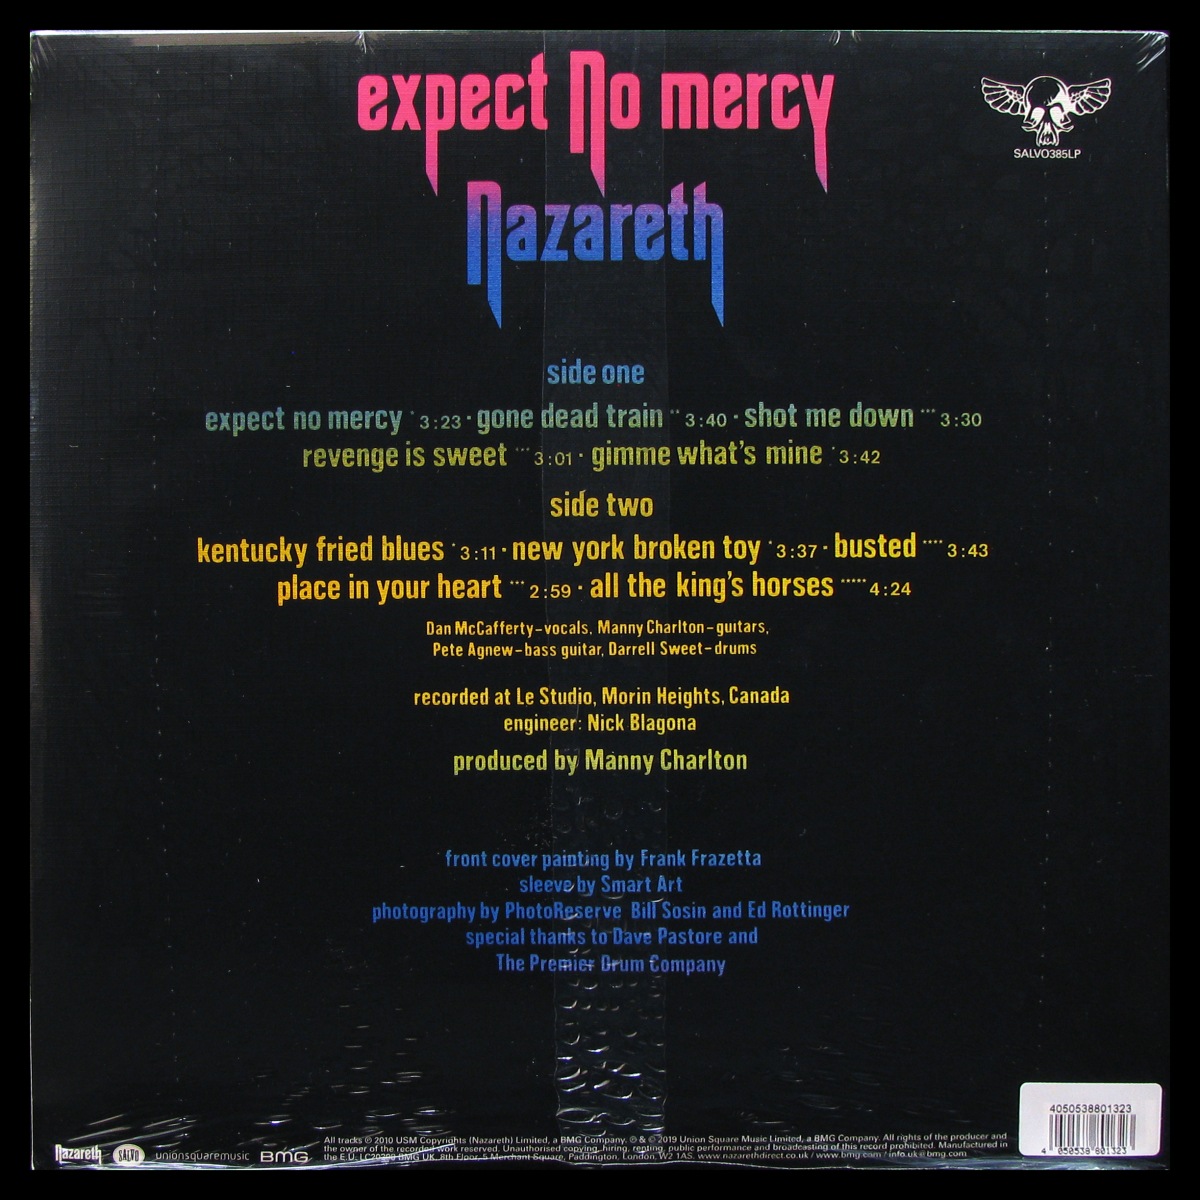 expect no mercy
SALVO385LP
nazareth
side one
expect no mercy * 3:23 · gone dead train ** 3:40 · shot me down *** 3:30
revenge is sweet *** 3:01 · gimme what's mine * 3:42
side two
kentucky fried blues * 3:11 · new york broken toy * 3:37 · busted **** 3:43
place in your heart *** 2:59 · all the king's horses ***** 4:24
Dan McCafferty–vocals, Manny Charlton–guitars,
Pete Agnew–bass guitar, Darrell Sweet–drums
recorded at Le Studio, Morin Heights, Canada
engineer: Nick Blagona
produced by Manny Charlton
front cover painting by Frank Frazetta
sleeve by Smart Art
photography by PhotoReserve Bill Sosin and Ed Rottinger
special thanks to Dave Pastore and
The Premier Drum Company
4050538801323
4 050538 801323
nazareth SALVO unionsquaremusic BMG
All tracks ℗ 2010 USM Copyrights (Nazareth) Limited, a BMG Company. ℗ & © 2019 Union Square Music Limited, a BMG Company. All rights of the producer and
the owner of the recorded work reserved. Unauthorised copying, hiring, renting, public performance and broadcasting of this record prohibited. Manufactured in
the E.U. LC20309 BMG UK, 8th Floor, 5 Merchant Square, Paddington, London, W2 1AS. www.nazarethdirect.co.uk / www.bmg.com / info.uk@bmg.com